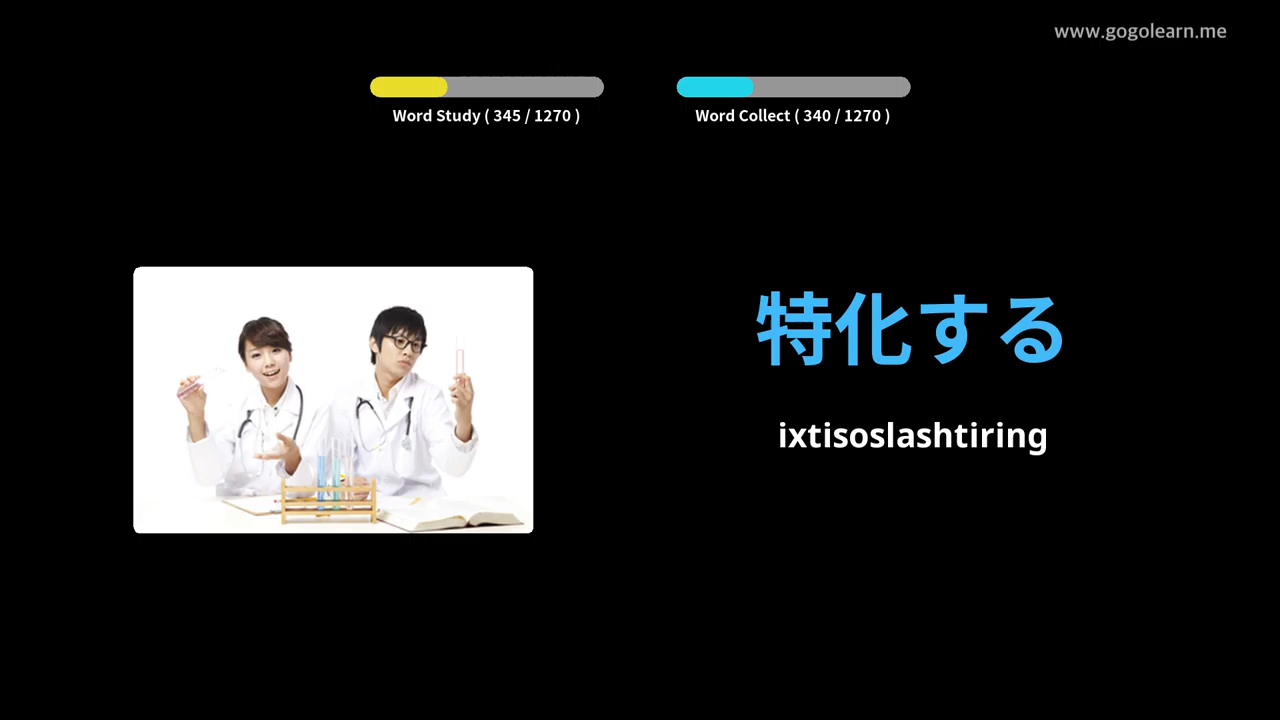 www.gogolearn.me
Word Study ( 345 / 1270 )
Word Collect ( 340 / 1270 )
特化する
ixtisoslashtiring